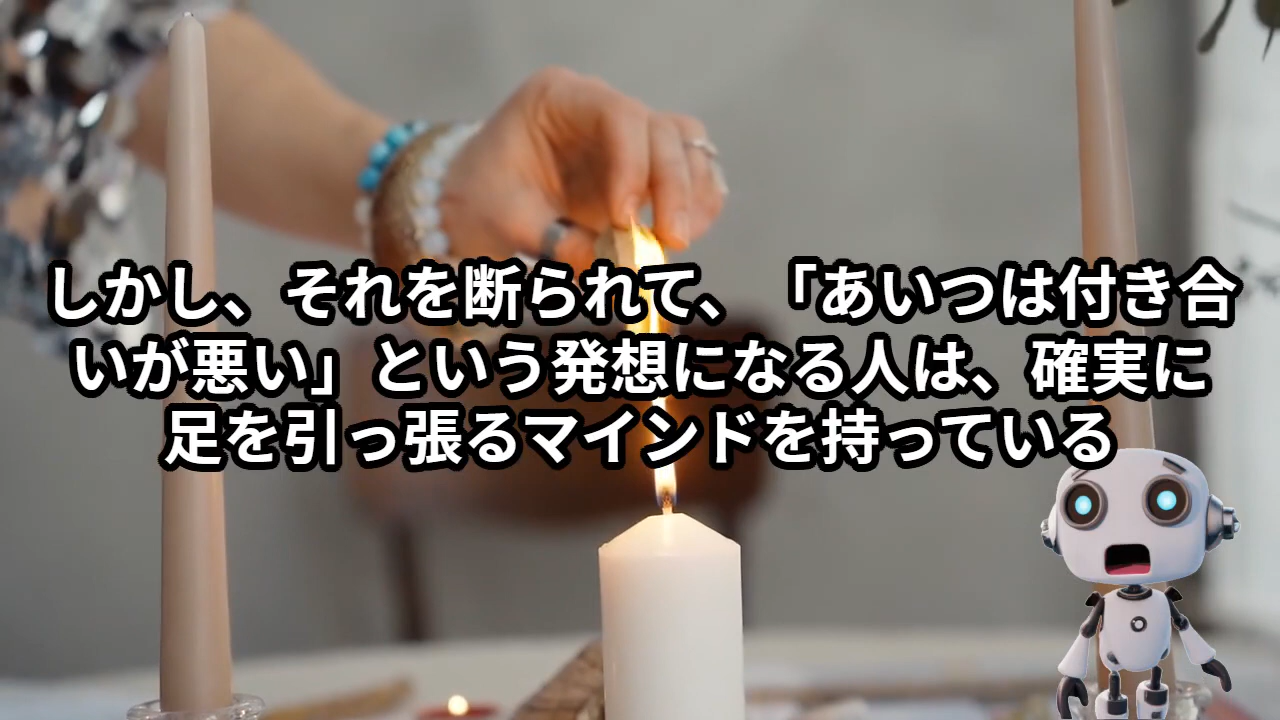 しかし、それを断られて、「あいつは付き合
いが悪い」という発想になる人は、確実に
足を引っ張るマインドを持っている